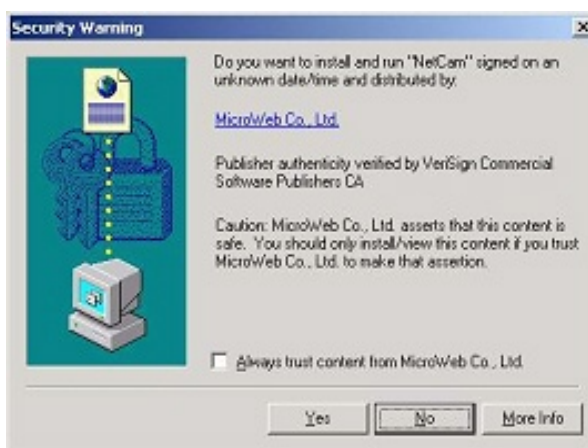 Security Warning
Do you want to install and run "NetCam" signed on an
unknown date/time and distributed by:
MicroWeb Co., Ltd.
Publisher authenticity verified by VeriSign Commercial
Software Publishers CA
Caution: MicroWeb Co., Ltd. asserts that this content is
safe. You should only install/view this content if you trust
MicroWeb Co., Ltd. to make that assertion.
Always trust content from MicroWeb Co., Ltd.
Yes
No
More Info